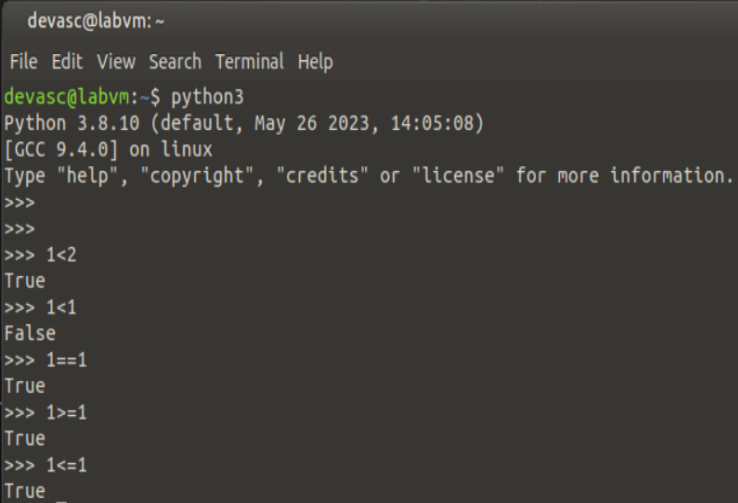 devasc@labvm: ~
File Edit View Search Terminal Help
devasc@labvm:~$ python3
Python 3.8.10 (default, May 26 2023, 14:05:08)
[GCC 9.4.0] on linux
Type "help", "copyright", "credits" or "license" for more information.
>>>
>>>
>>> 1<2
True
>>> 1<1
False
>>> 1==1
True
>>> 1>=1
True
>>> 1<=1
True